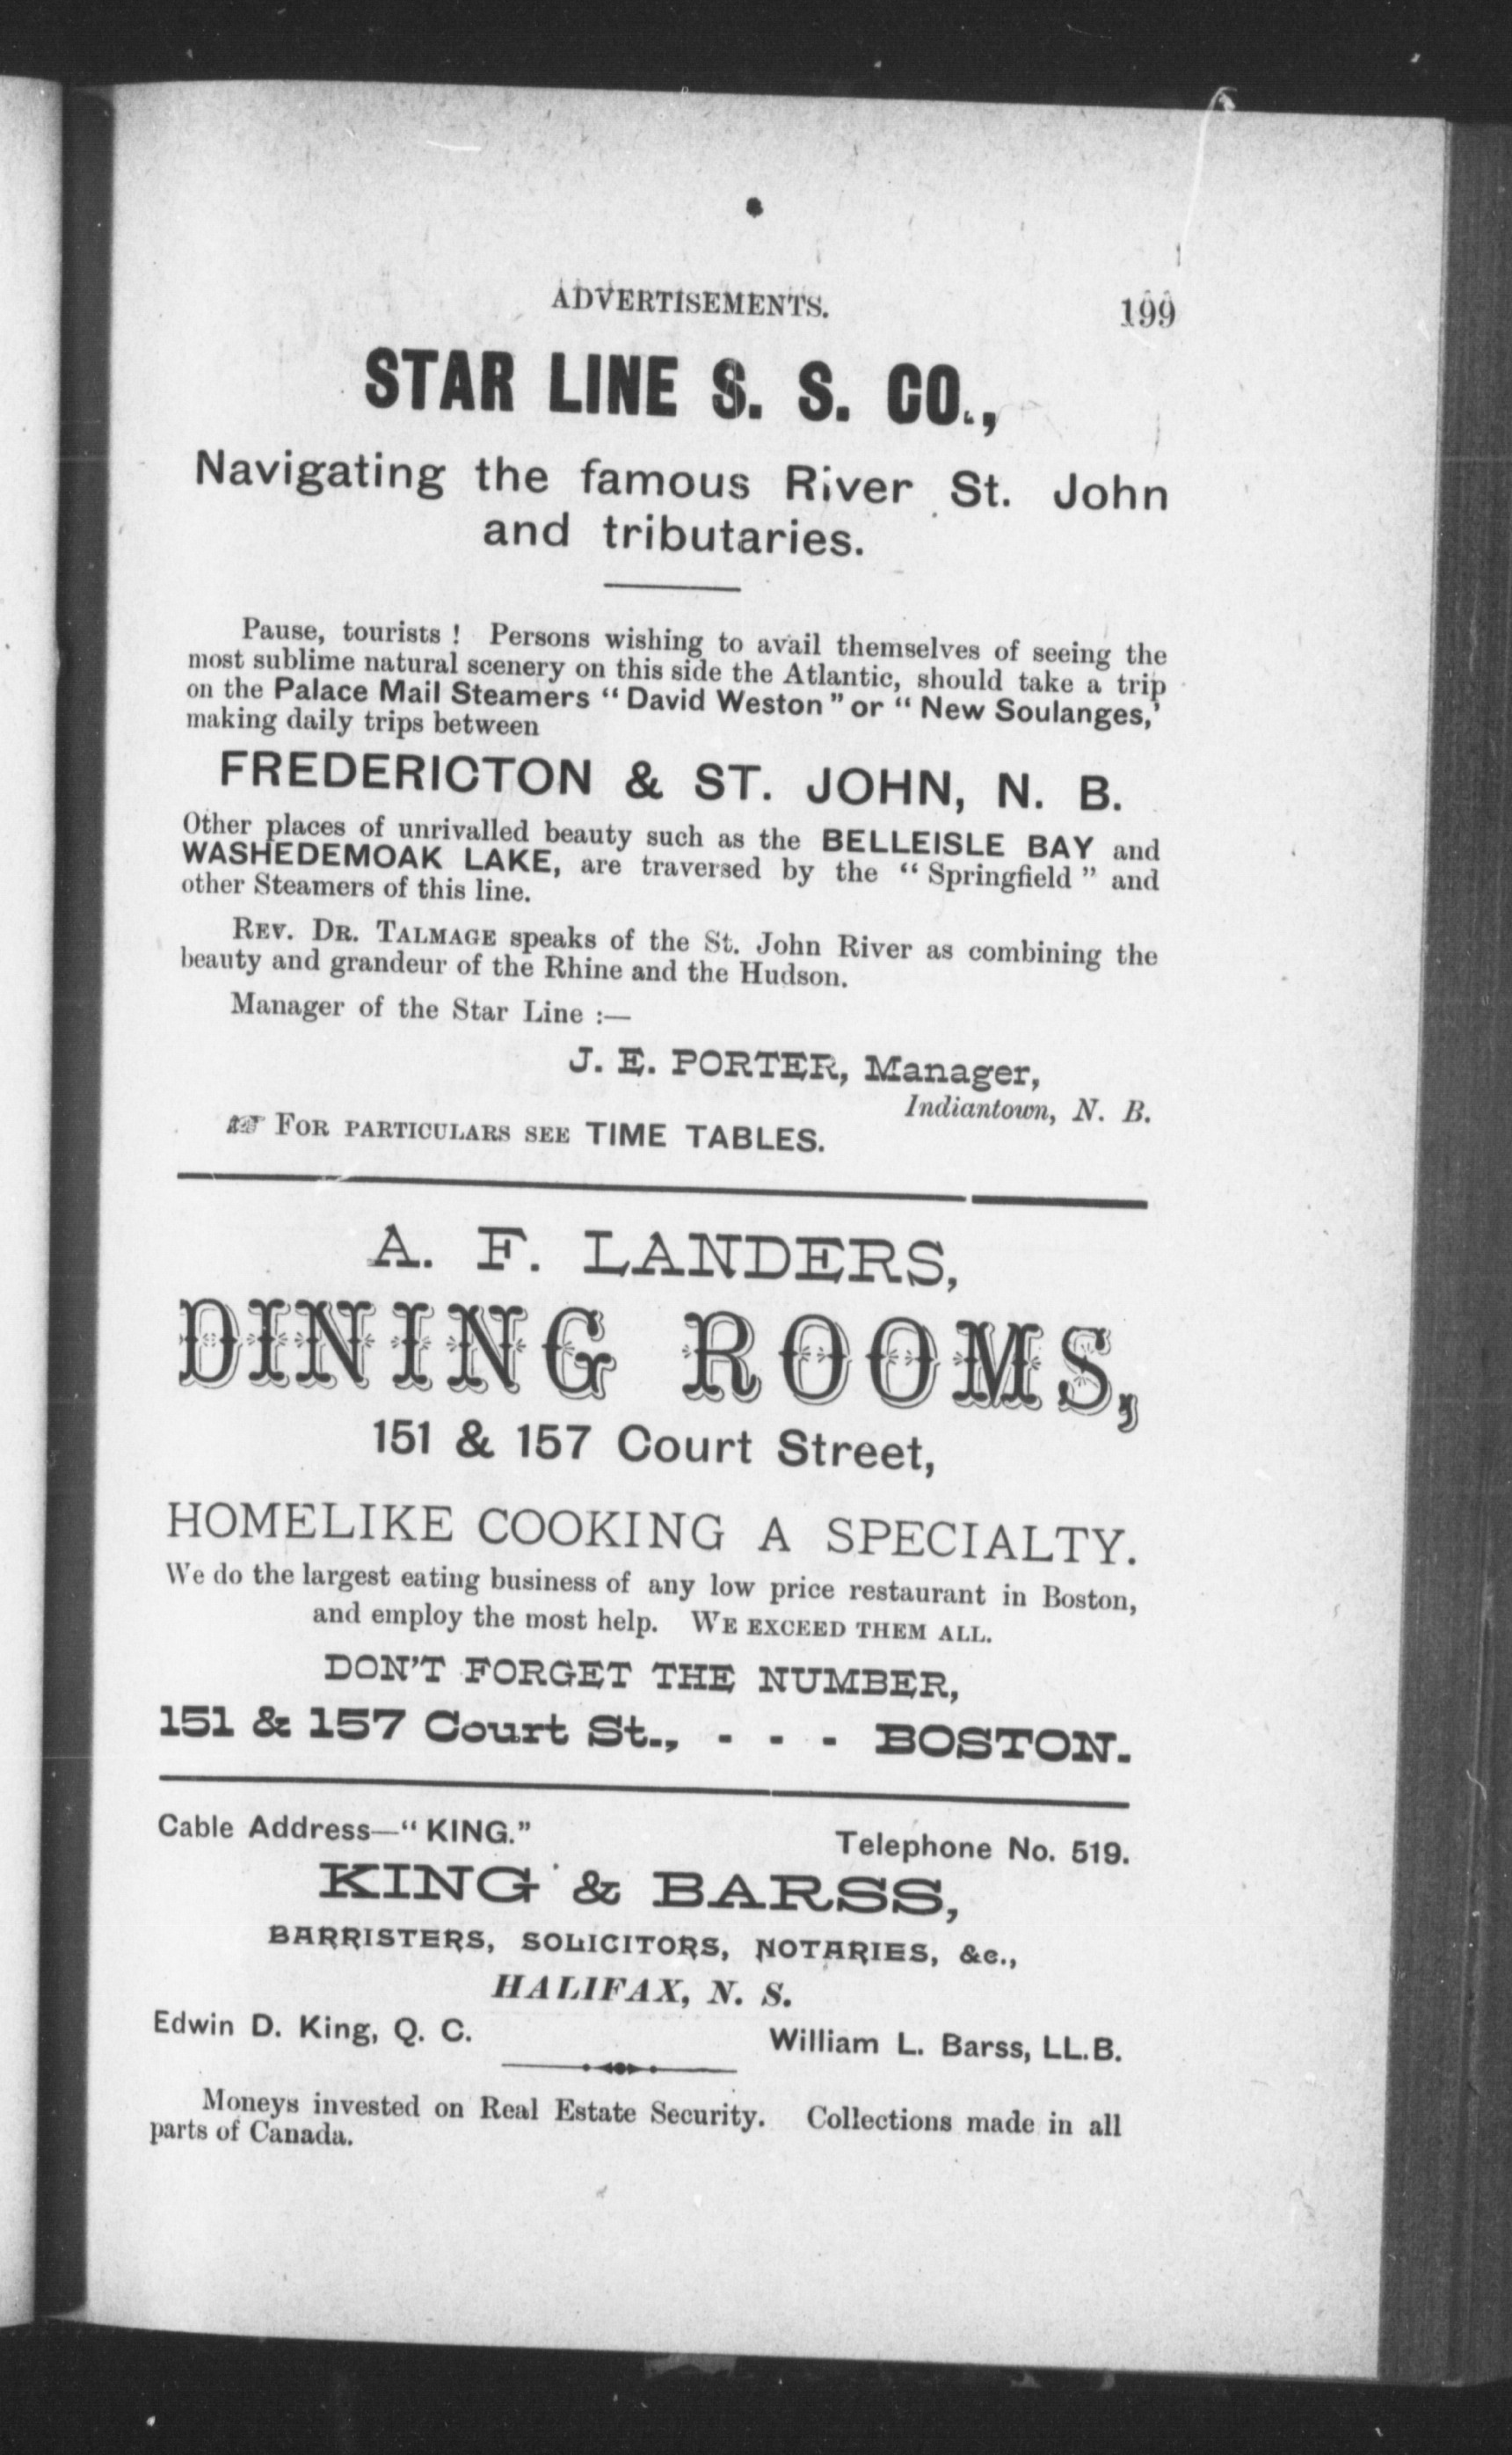 ADVERTISEMENTS. 199
STAR LINE S. S. CO.,
Navigating the famous River St. John
and tributaries.
Pause, tourists ! Persons wishing to avail themselves of seeing the
most sublime natural scenery on this side the Atlantic, should take a trip
on the Palace Mail Steamers "David Weston" or "New Soulanges,'
making daily trips between
FREDERICTON & ST. JOHN, N. B.
Other places of unrivalled beauty such as the BELLEISLE BAY and
WASHEDEMOAK LAKE, are traversed by the "Springfield" and
other Steamers of this line.
REV. DR. TALMAGE speaks of the St. John River as combining the
beauty and grandeur of the Rhine and the Hudson.
Manager of the Star Line :—
J. E. PORTER, Manager,
Indiantown, N. B.
☞ FOR PARTICULARS SEE TIME TABLES.
A. F. LANDERS,
DINING ROOMS,
151 & 157 Court Street,
HOMELIKE COOKING A SPECIALTY.
We do the largest eating business of any low price restaurant in Boston,
and employ the most help. WE EXCEED THEM ALL.
DON'T FORGET THE NUMBER,
151 & 157 Court St., - - - BOSTON.
Cable Address—"KING." Telephone No. 519.
KING & BARSS,
BARRISTERS, SOLICITORS, NOTARIES, &c.,
HALIFAX, N. S.
Edwin D. King, Q. C. William L. Barss, LL.B.
Moneys invested on Real Estate Security. Collections made in all
parts of Canada.